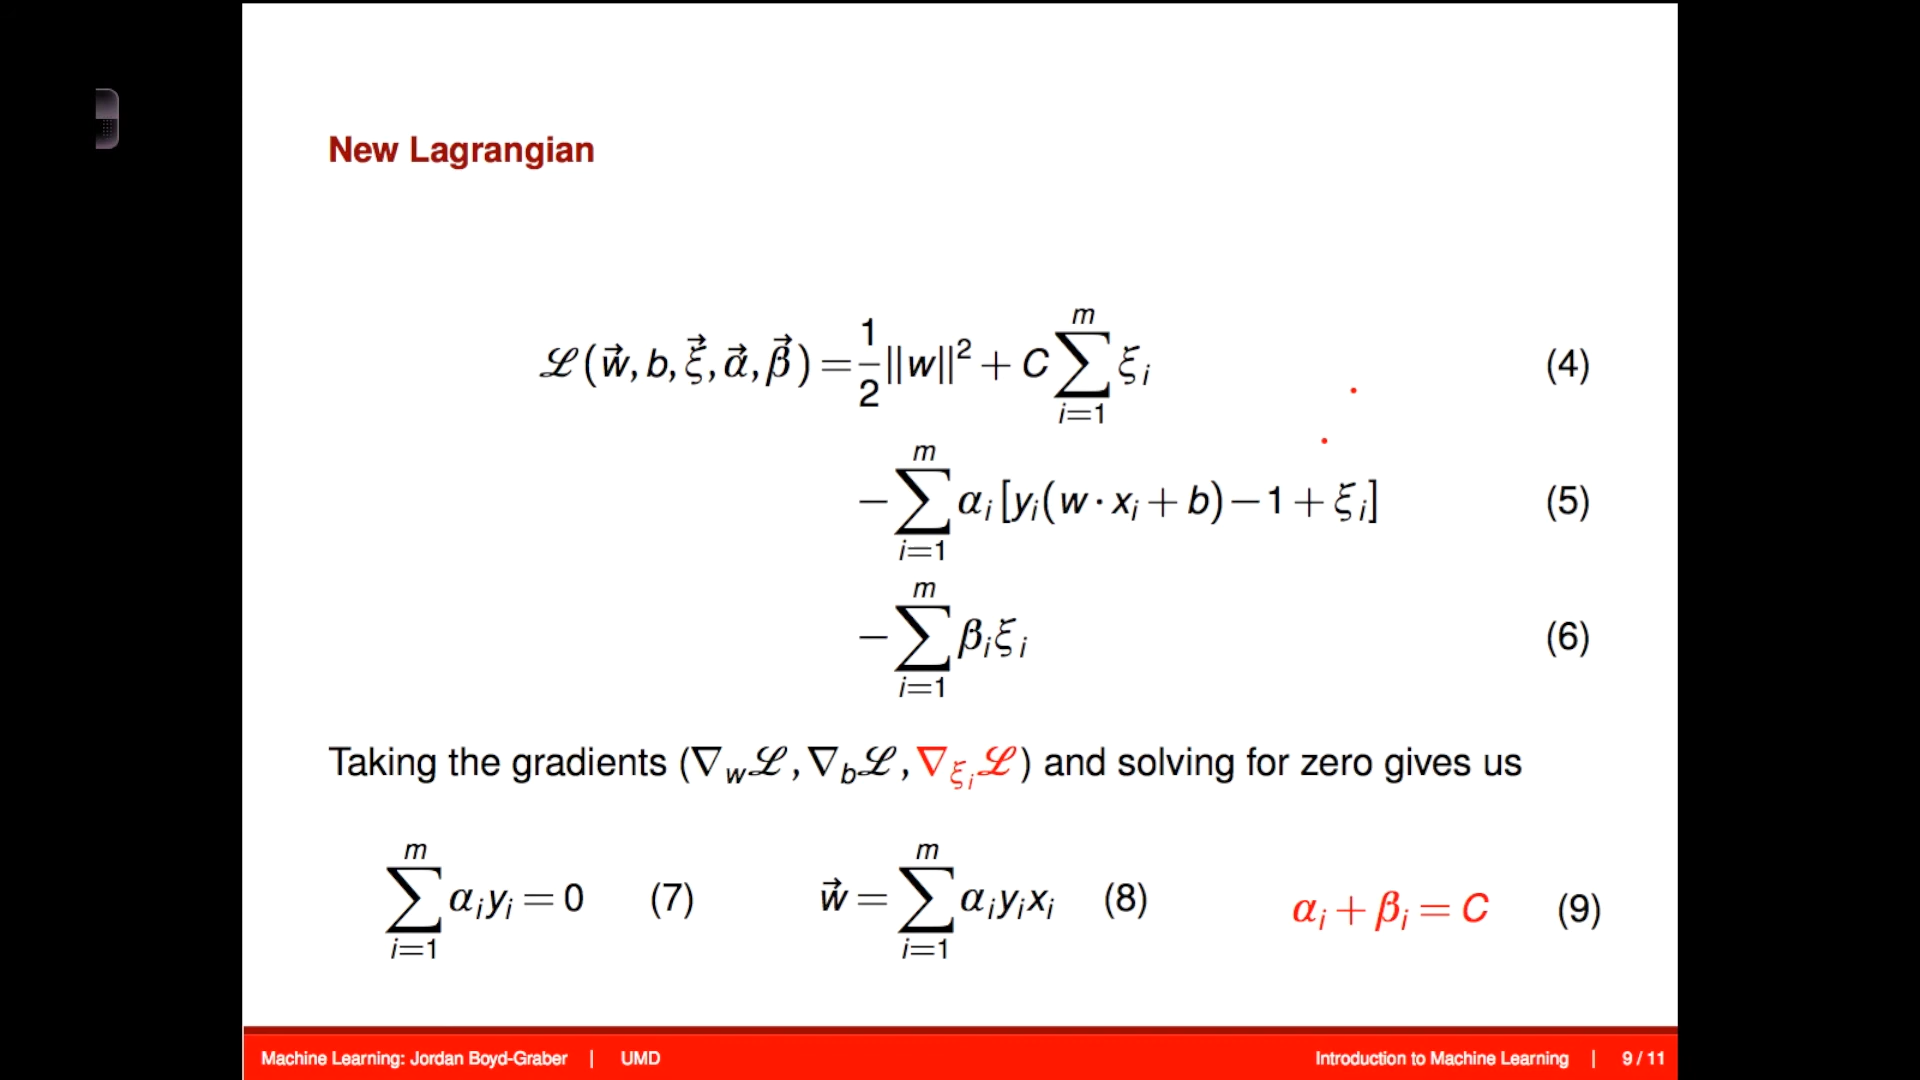 New Lagrangian
ℒ(w⃗, b, ξ⃗, α⃗, β⃗) = 1/2 ||w||² + C ∑_{i=1}^{m} ξ_i (4)
− ∑_{i=1}^{m} α_i [y_i(w · x_i + b) − 1 + ξ_i] (5)
− ∑_{i=1}^{m} β_i ξ_i (6)
Taking the gradients (∇_w ℒ, ∇_b ℒ, ∇_{ξ_i} ℒ) and solving for zero gives us
∑_{i=1}^{m} α_i y_i = 0 (7) w⃗ = ∑_{i=1}^{m} α_i y_i x_i (8) α_i + β_i = C (9)
Machine Learning: Jordan Boyd-Graber | UMD Introduction to Machine Learning | 9 / 11